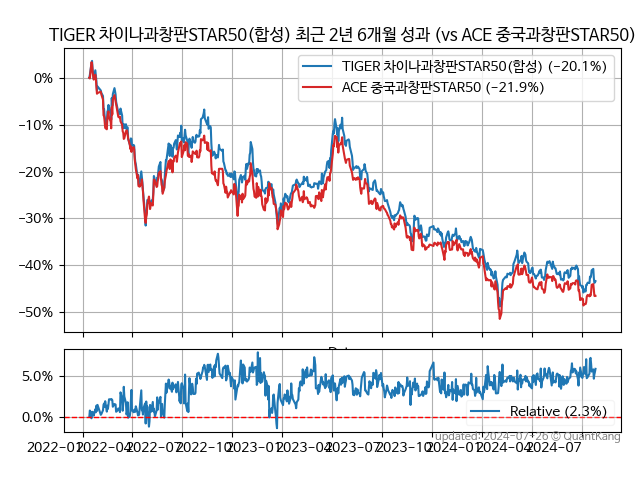 TIGER 차이나과창판STAR50(합성) 최근 2년 6개월 성과 (vs ACE 중국과창판STAR50)
TIGER 차이나과창판STAR50(합성) (-20.1%)
ACE 중국과창판STAR50 (-21.9%)
0%
-10%
-20%
-30%
-40%
-50%
5.0%
0.0%
Relative (2.3%)
updated: 2024-07-26 © QuantKang
2022-01 2022-04 2022-07 2022-10 2023-01 2023-04 2023-07 2023-10 2024-01 2024-04 2024-07